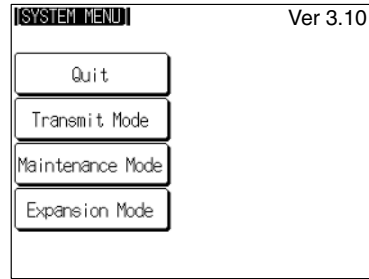 [SYSTEM MENU]
Ver 3.10
Quit
Transmit Mode
Maintenance Mode
Expansion Mode